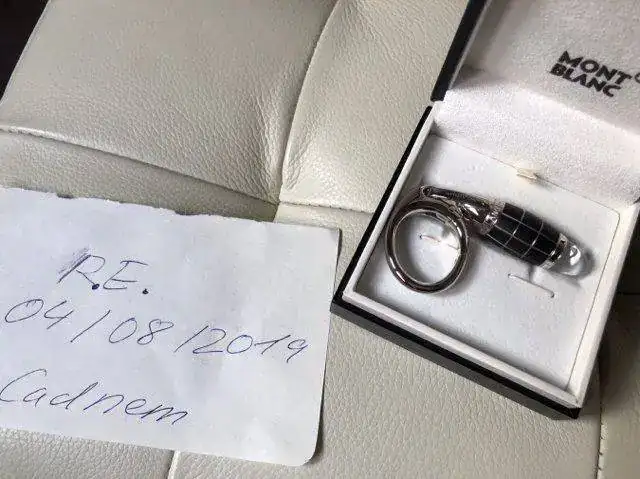 MONT
BLANC
R.E.
04/08/2019
Cadnem